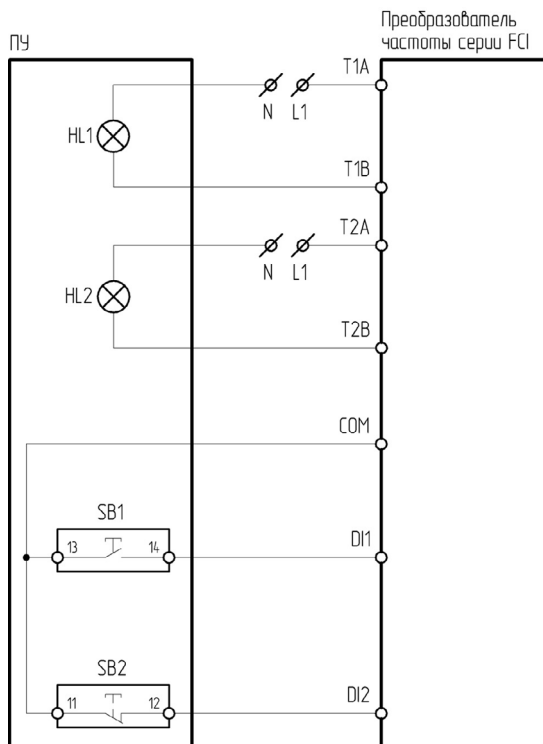 Преобразователь
частоты серии FCI
ПУ
T1A
N L1
HL1
T1B
T2A
N L1
HL2
T2B
COM
SB1
13 14
DI1
SB2
11 12
DI2